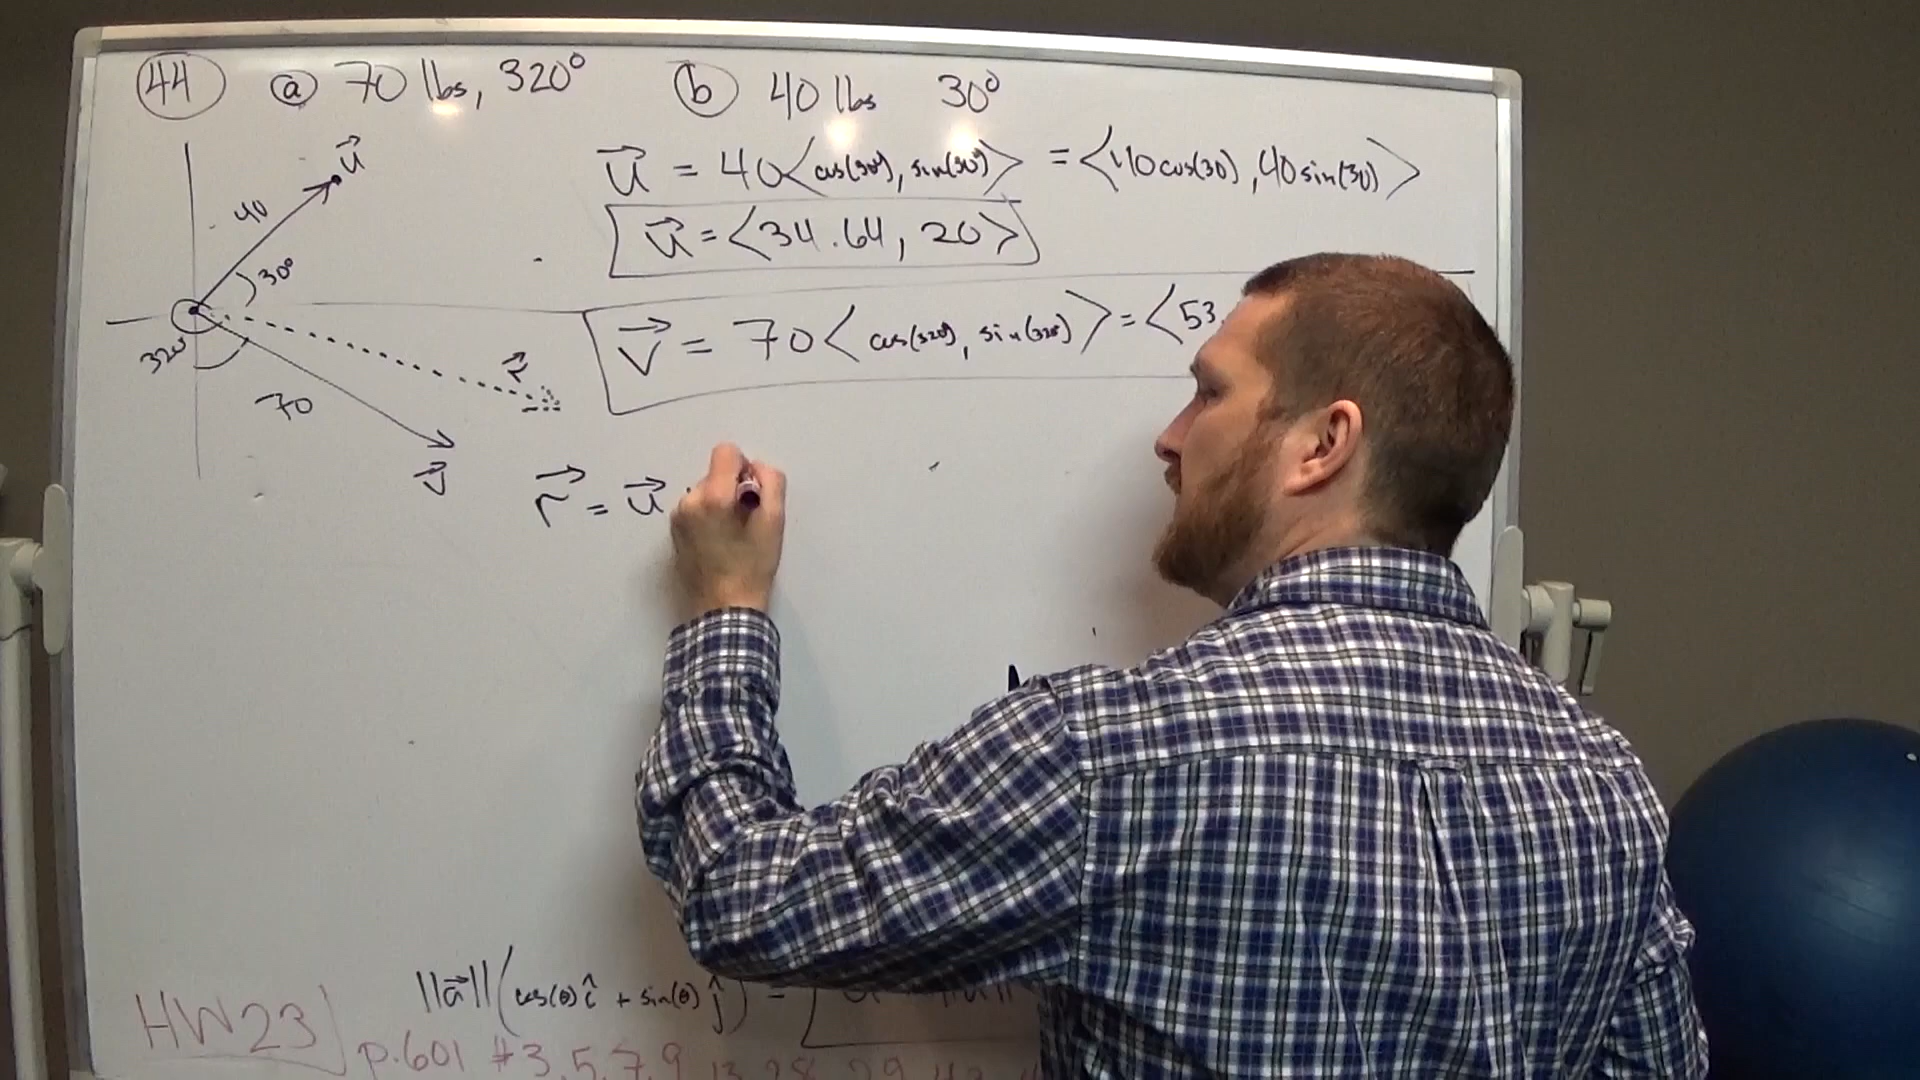 44 ⓐ 70 lbs, 320° ⓑ 40 lbs 30°
u⃗ = 40⟨cos(30°), sin(30°)⟩ = ⟨40cos(30), 40sin(30)⟩
u⃗ = ⟨34.64, 20⟩
v⃗ = 70⟨cos(320°), sin(320°)⟩ = ⟨53.
u⃗
40
30°
320°
r⃗
70
v⃗
r⃗ = u⃗
||a⃗||(cos(θ)î + sin(θ)ĵ) =
HW23
p.601 #3,5,7,9